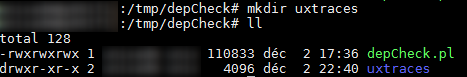 :/tmp/depCheck# mkdir uxtraces
:/tmp/depCheck# ll
total 128
-rwxrwxrwx 1 110833 déc 2 17:36 depCheck.pl
drwxr-xr-x 2 4096 déc 2 22:40 uxtraces